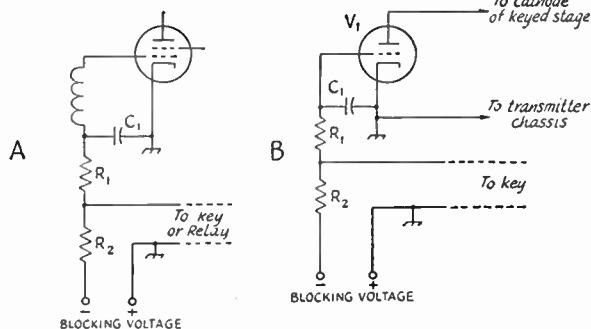 A
C1
R1
R2
To key
or Relay
-
+
BLOCKING VOLTAGE
B
V1
To cathode
of keyed stage
C1
R1
To transmitter
chassis
R2
To key
-
+
BLOCKING VOLTAGE